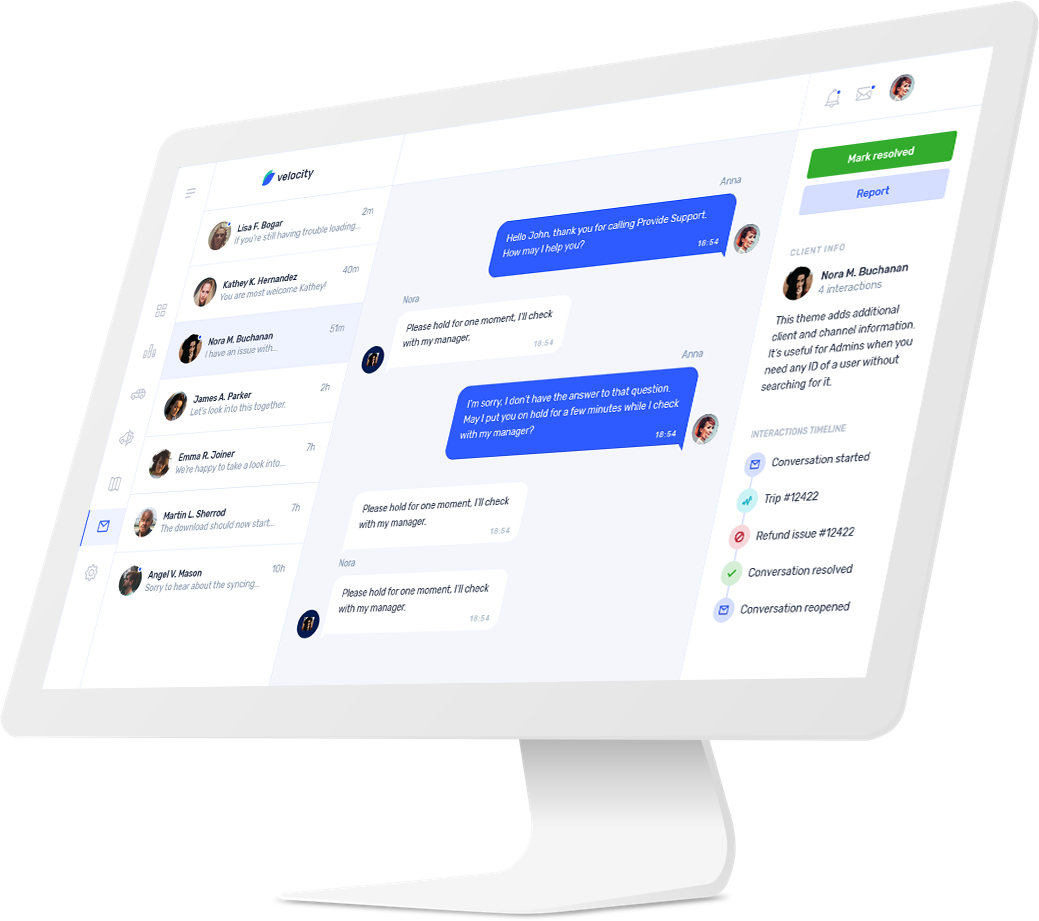 velocity
Lisa F. Bogar
2m
If you're still having trouble loading...
Kathey K. Hernandez
40m
You are most welcome Kathey!
Nora M. Buchanan
51m
I have an issue with...
James A. Parker
2h
Let's look into this together.
Emma R. Joiner
7h
We're happy to take a look into...
Martin L. Sherrod
7h
The download should now start...
Angel V. Mason
10h
Sorry to hear about the syncing...
Anna
Hello John, thank you for calling Provide Support.
How may I help you?
18:54
Nora
Please hold for one moment, I'll check
with my manager.
18:54
Anna
I'm sorry, I don't have the answer to that question.
May I put you on hold for a few minutes while I check
with my manager?
18:54
Please hold for one moment, I'll check
with my manager.
18:54
Nora
Please hold for one moment, I'll check
with my manager.
18:54
Mark resolved
Report
CLIENT INFO
Nora M. Buchanan
4 interactions
This theme adds additional
client and channel information.
It's useful for Admins when you
need any ID of a user without
searching for it.
INTERACTIONS TIMELINE
Conversation started
Trip #12422
Refund issue #12422
Conversation resolved
Conversation reopened